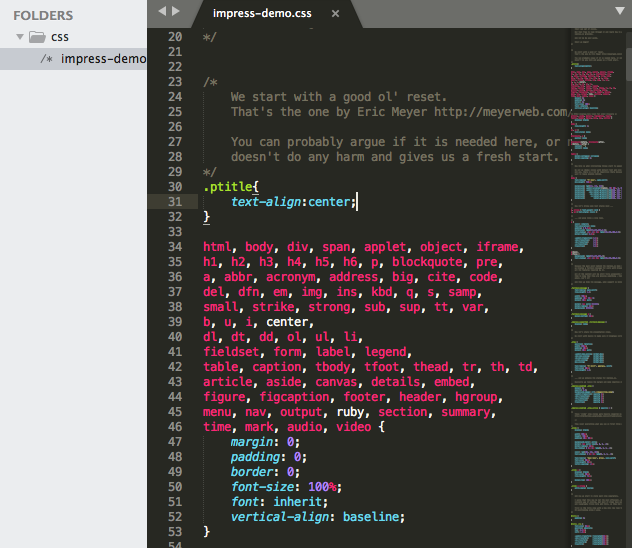 FOLDERS
css
/* impress-demo
impress-demo.css ×
20 */
21
22
23 /*
24 We start with a good ol' reset.
25 That's the one by Eric Meyer http://meyerweb.com/
26
27 You can probably argue if it is needed here, or
28 doesn't do any harm and gives us a fresh start.
29 */
30 .ptitle{
31 text-align:center;
32 }
33
34 html, body, div, span, applet, object, iframe,
35 h1, h2, h3, h4, h5, h6, p, blockquote, pre,
36 a, abbr, acronym, address, big, cite, code,
37 del, dfn, em, img, ins, kbd, q, s, samp,
38 small, strike, strong, sub, sup, tt, var,
39 b, u, i, center,
40 dl, dt, dd, ol, ul, li,
41 fieldset, form, label, legend,
42 table, caption, tbody, tfoot, thead, tr, th, td,
43 article, aside, canvas, details, embed,
44 figure, figcaption, footer, header, hgroup,
45 menu, nav, output, ruby, section, summary,
46 time, mark, audio, video {
47 margin: 0;
48 padding: 0;
49 border: 0;
50 font-size: 100%;
51 font: inherit;
52 vertical-align: baseline;
53 }
54